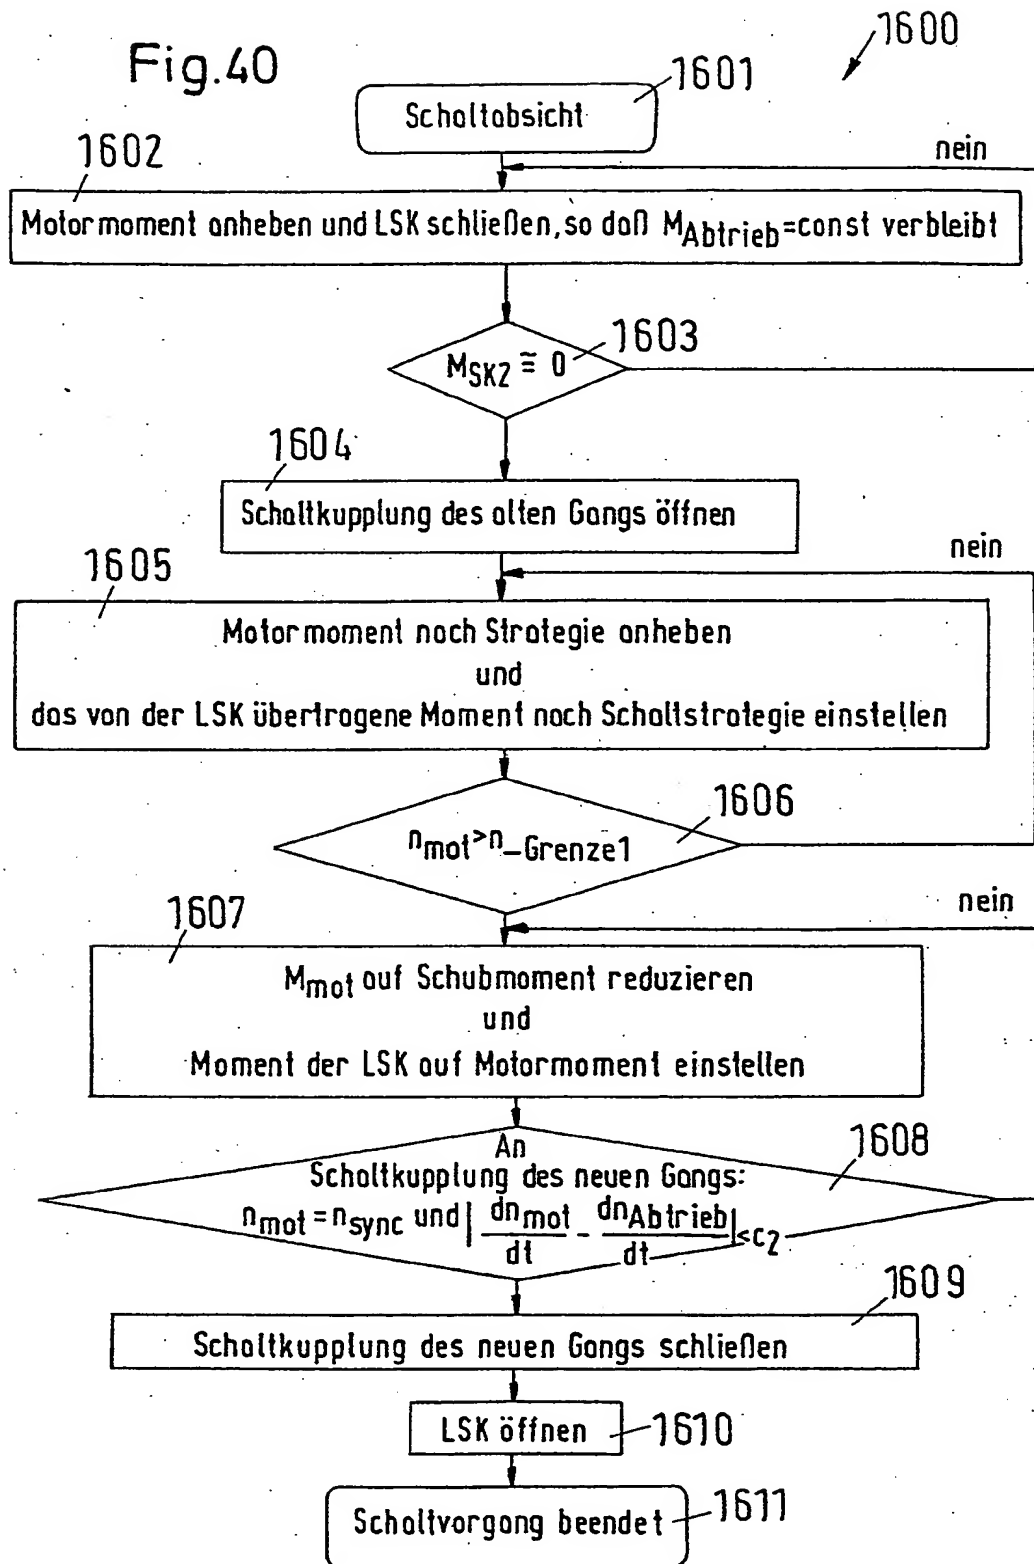 Fig.40
1600
1601
Schaltabsicht
1602
nein
Motormoment anheben und LSK schließen, so daß M_Abtrieb=const verbleibt
1603
M_SK2 ≅ 0
1604
Schaltkupplung des alten Gangs öffnen
nein
1605
Motormoment nach Strategie anheben
und
das von der LSK übertragene Moment nach Schaltstrategie einstellen
1606
n_mot>n_Grenze1
1607
nein
M_mot auf Schubmoment reduzieren
und
Moment der LSK auf Motormoment einstellen
1608
An
Schaltkupplung des neuen Gangs:
n_mot = n_sync und | dn_mot/dt - dn_Abtrieb/dt | < c_2
1609
Schaltkupplung des neuen Gangs schließen
LSK öffnen
1610
Schaltvorgang beendet
1611